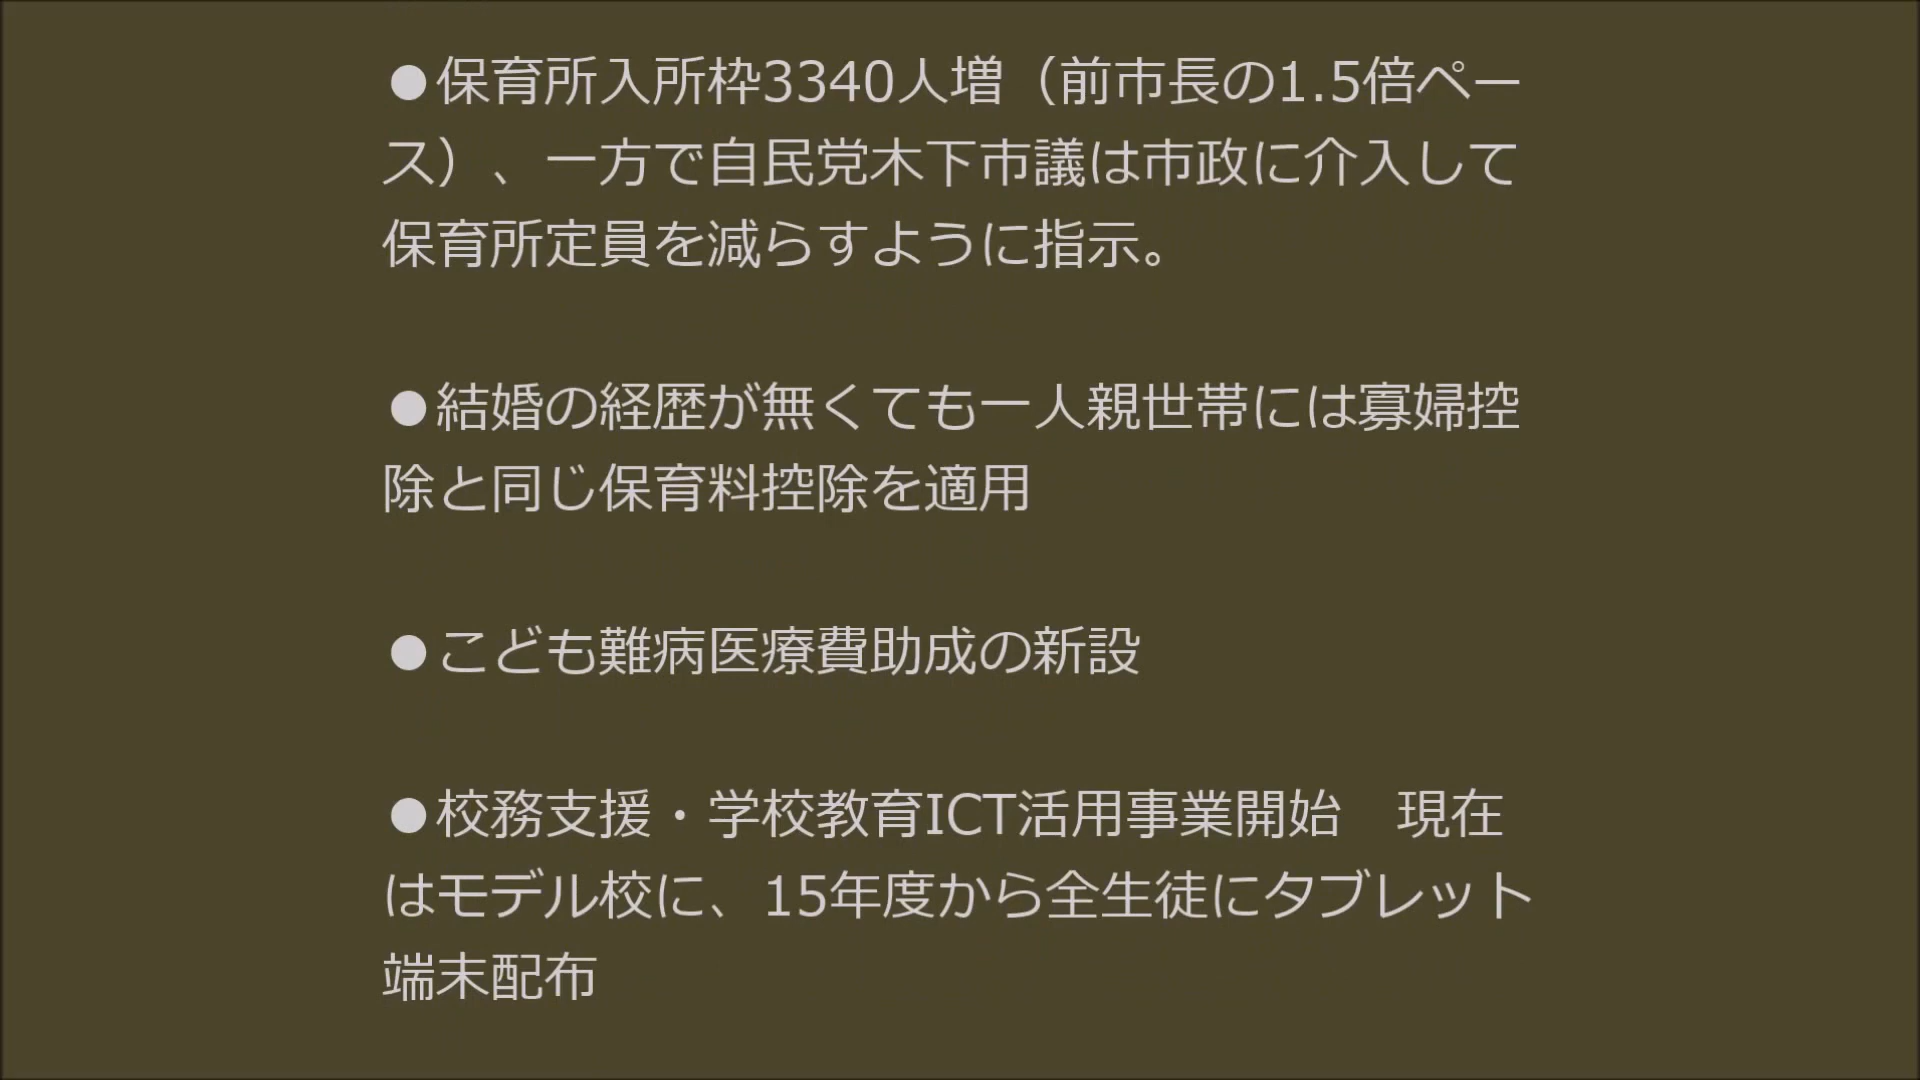 ●保育所入所枠3340人増（前市長の1.5倍ペー
ス）、一方で自民党木下市議は市政に介入して
保育所定員を減らすように指示。
●結婚の経歴が無くても一人親世帯には寡婦控
除と同じ保育料控除を適用
●こども難病医療費助成の新設
●校務支援・学校教育ICT活用事業開始　現在
はモデル校に、15年度から全生徒にタブレット
端末配布